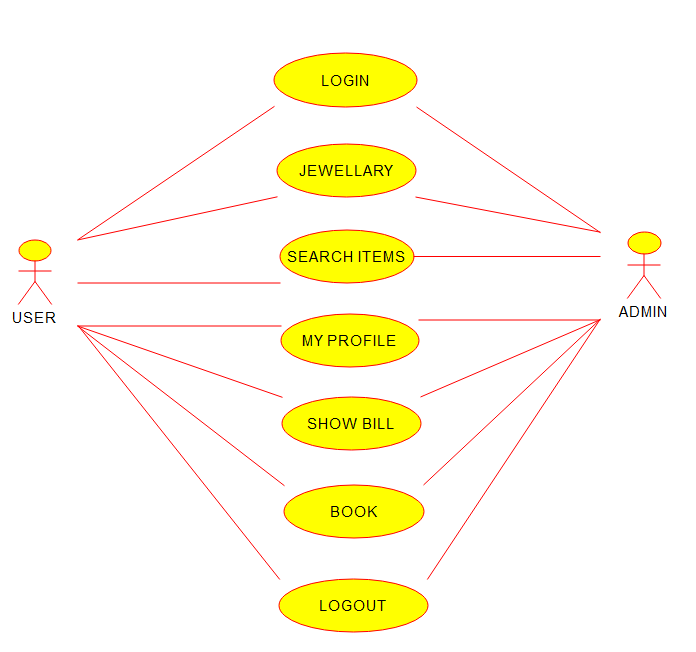 LOGIN
JEWELLARY
SEARCH ITEMS
USER
ADMIN
MY PROFILE
SHOW BILL
BOOK
LOGOUT